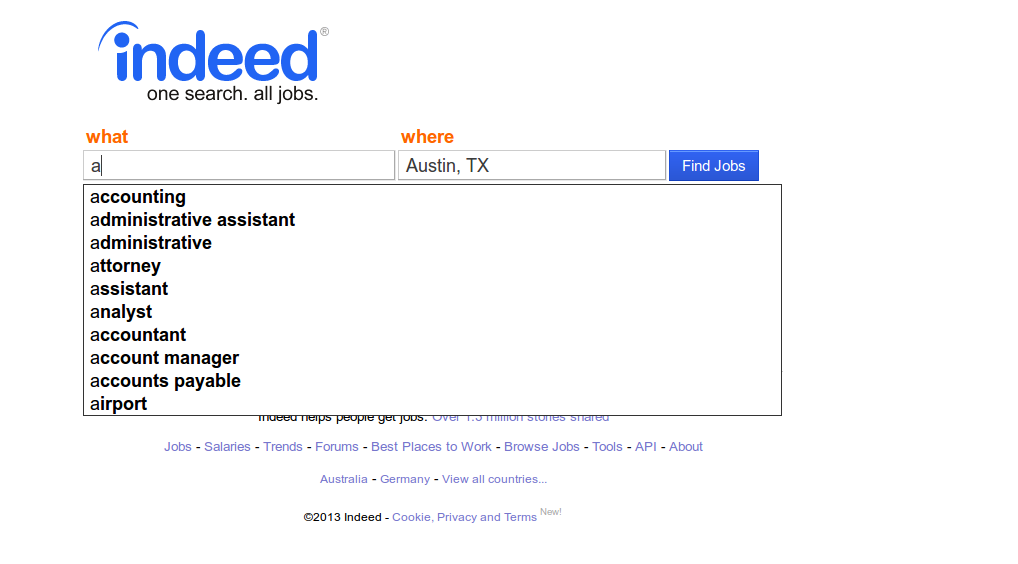 indeed®
one search. all jobs.
what where
a Austin, TX Find Jobs
accounting
administrative assistant
administrative
attorney
assistant
analyst
accountant
account manager
accounts payable
airport
Indeed helps people get jobs. Over 1.5 million stories shared
Jobs - Salaries - Trends - Forums - Best Places to Work - Browse Jobs - Tools - API - About
Australia - Germany - View all countries...
©2013 Indeed - Cookie, Privacy and Terms New!